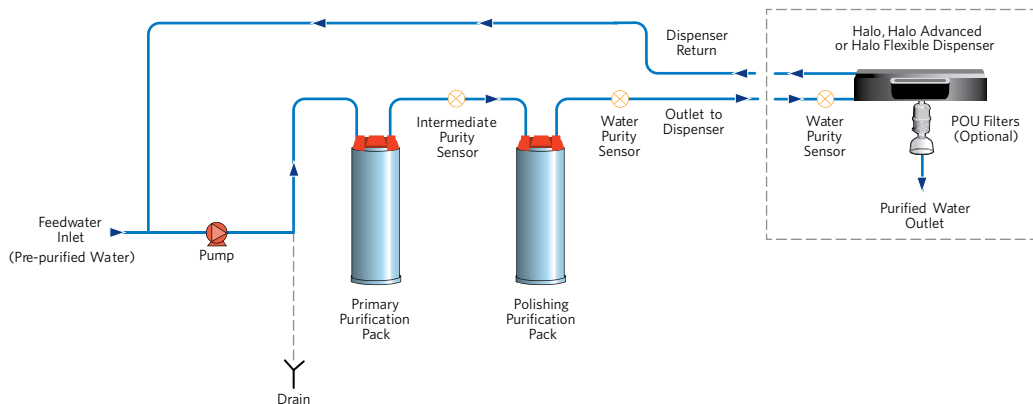 Dispenser
Return
Halo, Halo Advanced
or Halo Flexible Dispenser
Intermediate
Purity
Sensor
Water
Purity
Sensor
Outlet to
Dispenser
Water
Purity
Sensor
POU Filters
(Optional)
Purified Water
Outlet
Feedwater
Inlet
(Pre-purified Water)
Pump
Primary
Purification
Pack
Polishing
Purification
Pack
Drain